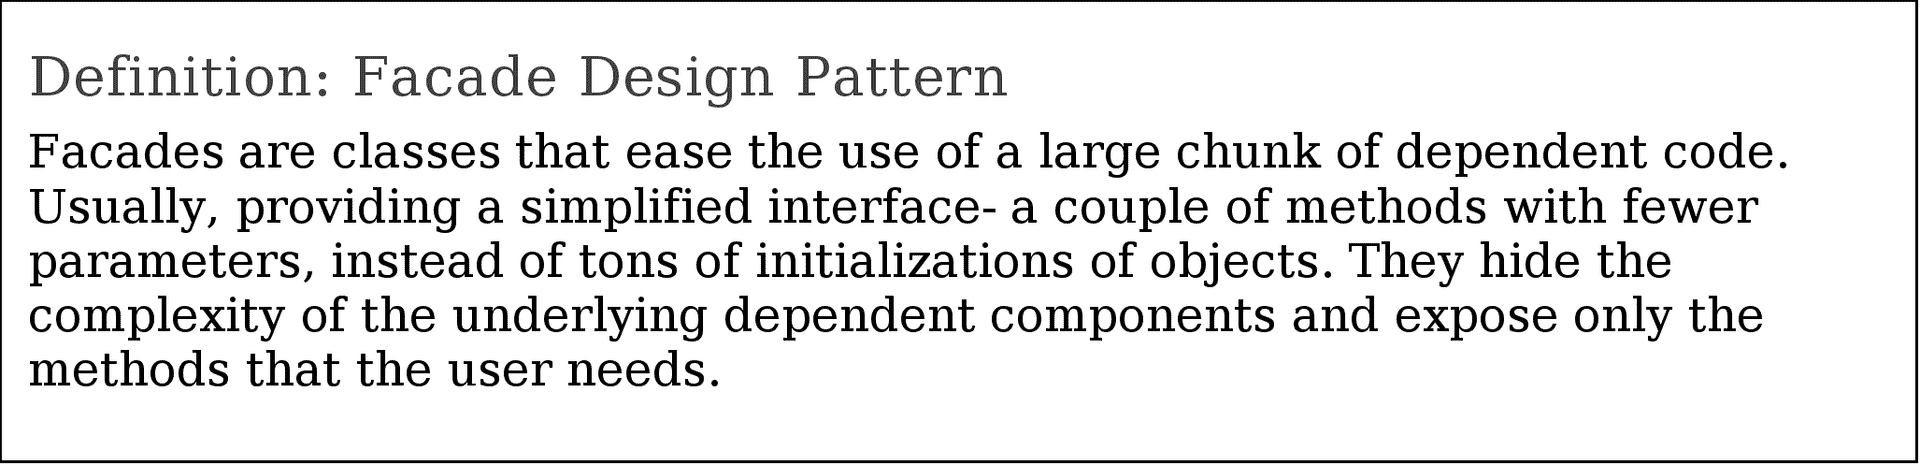 Definition: Facade Design Pattern
Facades are classes that ease the use of a large chunk of dependent code.
Usually, providing a simplified interface- a couple of methods with fewer
parameters, instead of tons of initializations of objects. They hide the
complexity of the underlying dependent components and expose only the
methods that the user needs.